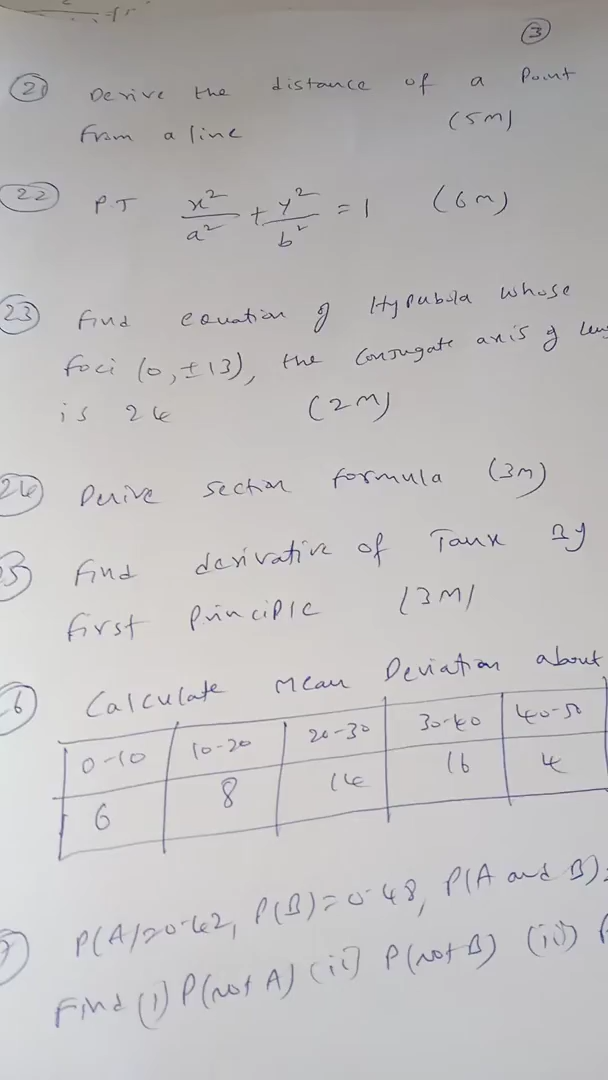 ③
㉑ Derive the distance of a Point
from a line (5M)
㉒ P.T x²/a² + y²/b² = 1 (6M)
㉓ Find equation of Hyperbola whose
foci (0, ±13), the conjugate axis of
is 24 (2M)
24 Derive section formula (3M)
Find derivative of Tanx By
first principle (3M)
6 Calculate Mean Deviation about
0-10 10-20 20-30 30-40 40-50
6 8 14 16 4
P(A)=0.42, P(B)=0.48, P(A and B)=
Find (i) P(not A) (ii) P(not B)